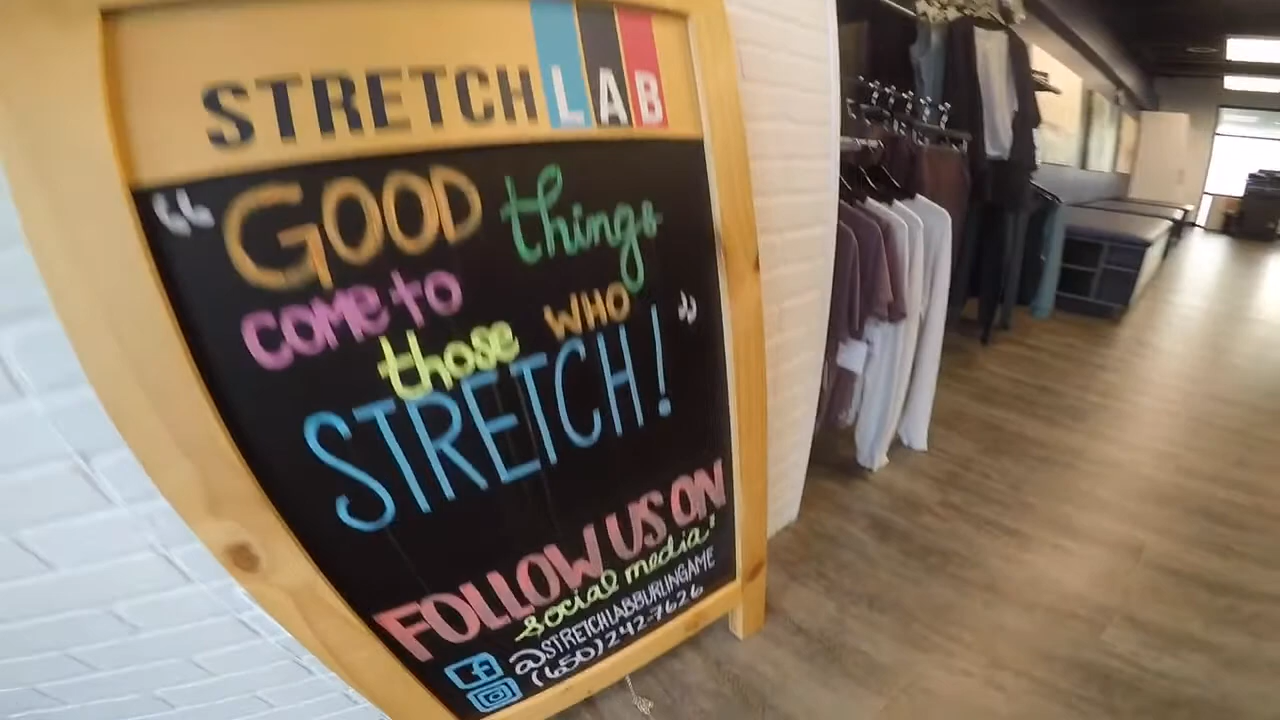 STRETCHLAB
"GOOD things
come to
those WHO"
STRETCH!
FOLLOW US ON
social media!
@STRETCHLABBURLINGAME
(650)242-7626